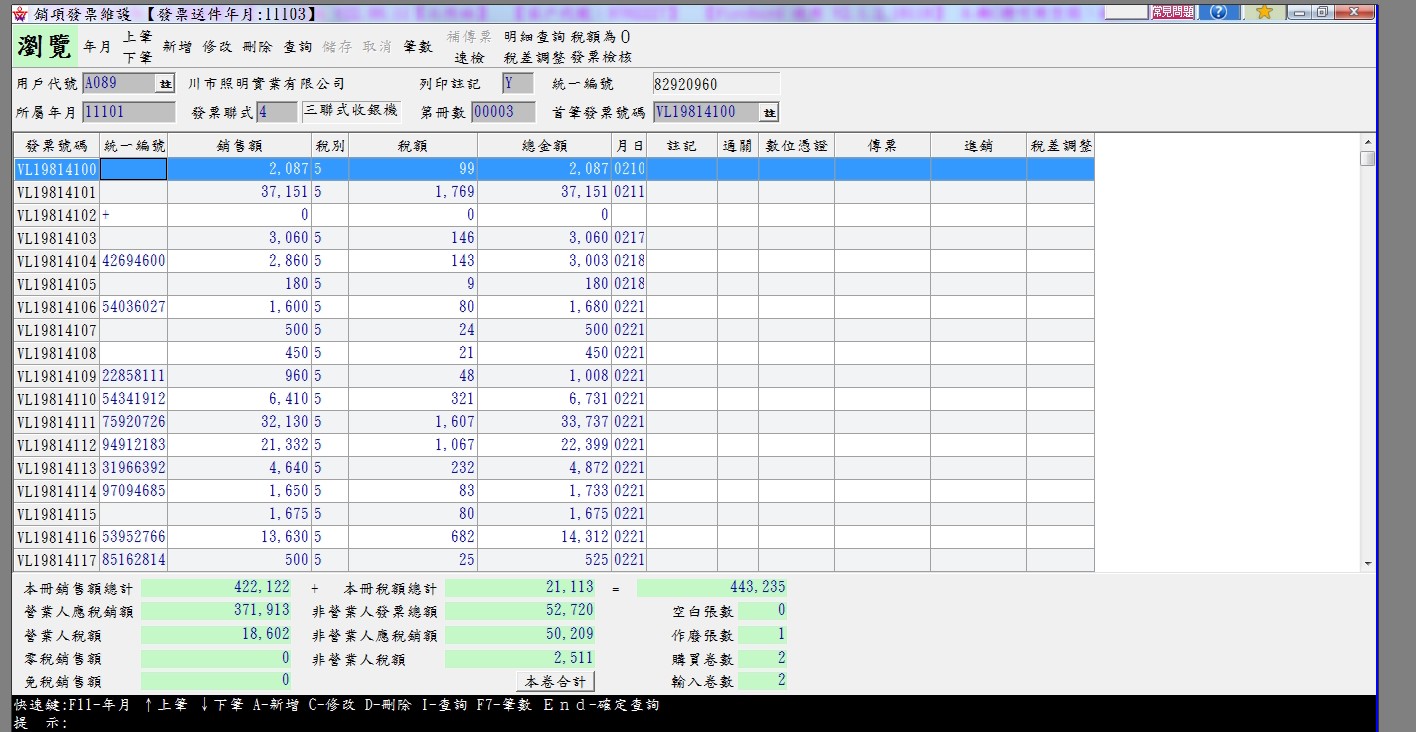 銷項發票維護 【發票送件年月:11103】 常見問題
瀏覽 年月 上筆 下筆 新增 修改 刪除 查詢 儲存 取消 筆數 補傳票 速檢 明細查詢 稅額為0 稅差調整 發票檢核
用戶代號 A089 註 川市照明實業有限公司 列印註記 Y 統一編號 82920960
所屬年月 11101 發票聯式 4 三聯式收銀機 第冊數 00003 首筆發票號碼 VL19814100 註
發票號碼 統一編號 銷售額 稅別 稅額 總金額 月日 註記 通關 數位憑證 傳票 進銷 稅差調整
VL19814100 2,087 5 99 2,087 0210
VL19814101 37,151 5 1,769 37,151 0211
VL19814102 + 0 0 0
VL19814103 3,060 5 146 3,060 0217
VL19814104 42694600 2,860 5 143 3,003 0218
VL19814105 180 5 9 180 0218
VL19814106 54036027 1,600 5 80 1,680 0221
VL19814107 500 5 24 500 0221
VL19814108 450 5 21 450 0221
VL19814109 22858111 960 5 48 1,008 0221
VL19814110 54341912 6,410 5 321 6,731 0221
VL19814111 75920726 32,130 5 1,607 33,737 0221
VL19814112 94912183 21,332 5 1,067 22,399 0221
VL19814113 31966392 4,640 5 232 4,872 0221
VL19814114 97094685 1,650 5 83 1,733 0221
VL19814115 1,675 5 80 1,675 0221
VL19814116 53952766 13,630 5 682 14,312 0221
VL19814117 85162814 500 5 25 525 0221
本冊銷售額總計 422,122 + 本冊稅額總計 21,113 = 443,235
營業人應稅銷額 371,913 非營業人發票總額 52,720 空白張數 0
營業人稅額 18,602 非營業人應稅銷額 50,209 作廢張數 1
零稅銷售額 0 非營業人稅額 2,511 購買卷數 2
免稅銷售額 0 本卷合計 輸入卷數 2
快速鍵:F11-年月 ↑上筆 ↓下筆 A-新增 C-修改 D-刪除 I-查詢 F7-筆數 Ｅｎｄ-確定查詢
提 示: